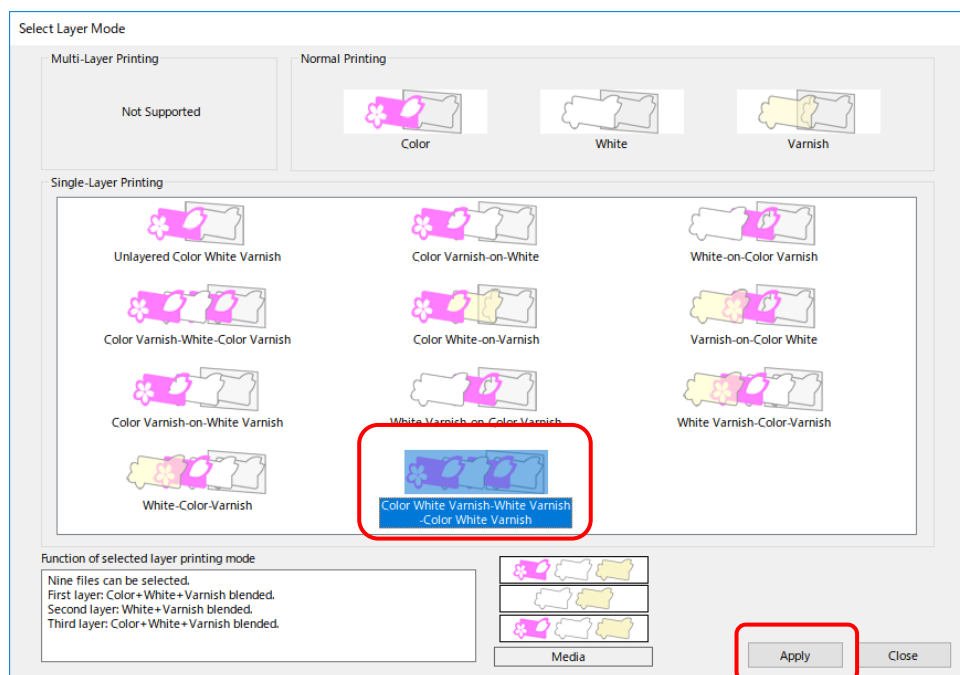 Select Layer Mode
Multi-Layer Printing
Not Supported
Normal Printing
Color
White
Varnish
Single-Layer Printing
Unlayered Color White Varnish
Color Varnish-on-White
White-on-Color Varnish
Color Varnish-White-Color Varnish
Color White-on-Varnish
Varnish-on-Color White
Color Varnish-on-White Varnish
White Varnish-on-Color Varnish
White Varnish-Color-Varnish
White-Color-Varnish
Color White Varnish-White Varnish
-Color White Varnish
Function of selected layer printing mode
Nine files can be selected.
First layer: Color+White+Varnish blended.
Second layer: White+Varnish blended.
Third layer: Color+White+Varnish blended.
Media
Apply
Close